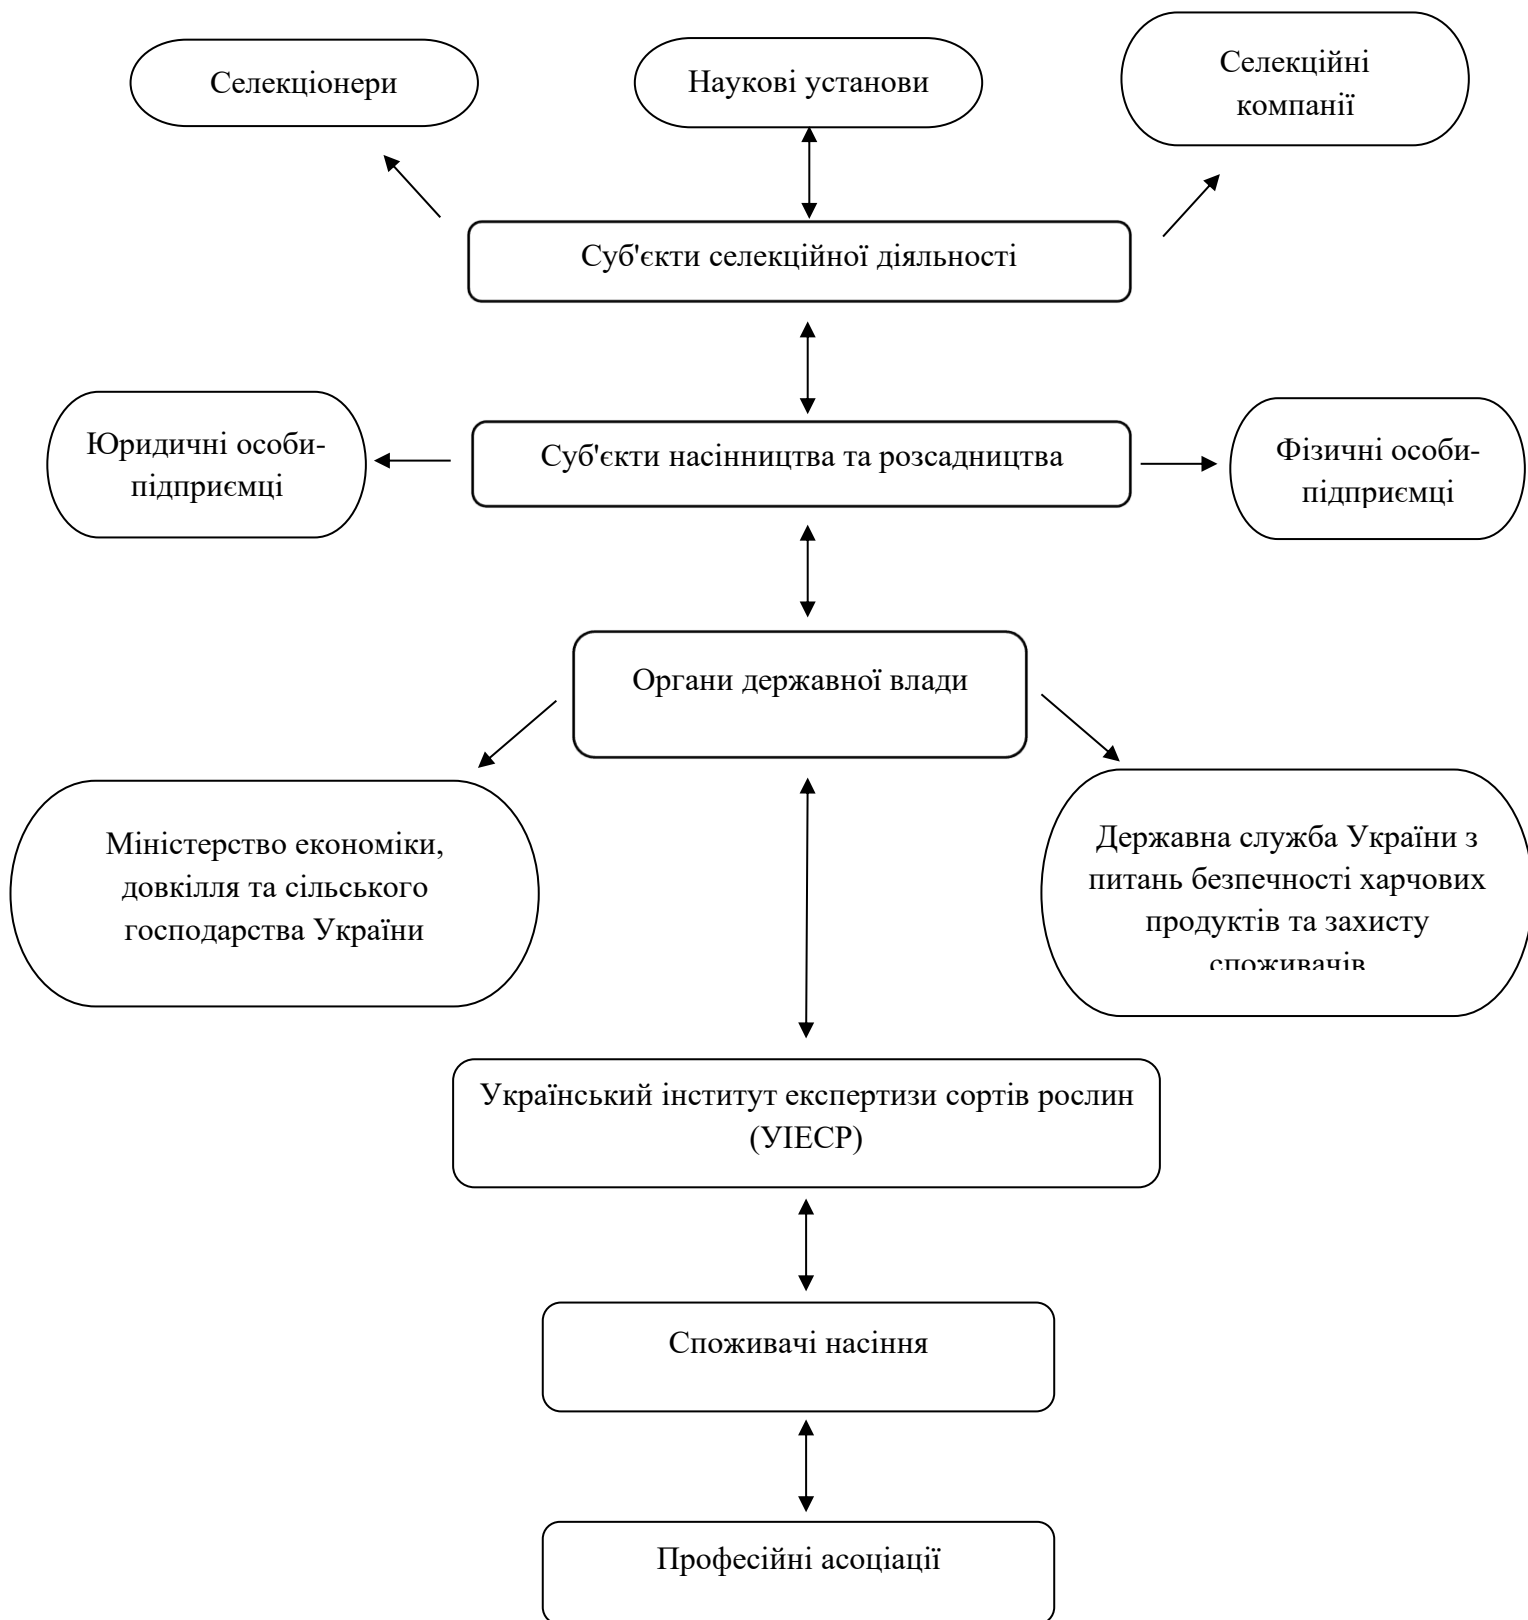 Селекціонери
Наукові установи
Селекційні
компанії
Суб'єкти селекційної діяльності
Юридичні особи-
підприємці
Суб'єкти насінництва та розсадництва
Фізичні особи-
підприємці
Органи державної влади
Міністерство економіки,
довкілля та сільського
господарства України
Державна служба України з
питань безпечності харчових
продуктів та захисту
споживачів
Український інститут експертизи сортів рослин
(УІЕСР)
Споживачі насіння
Професійні асоціації